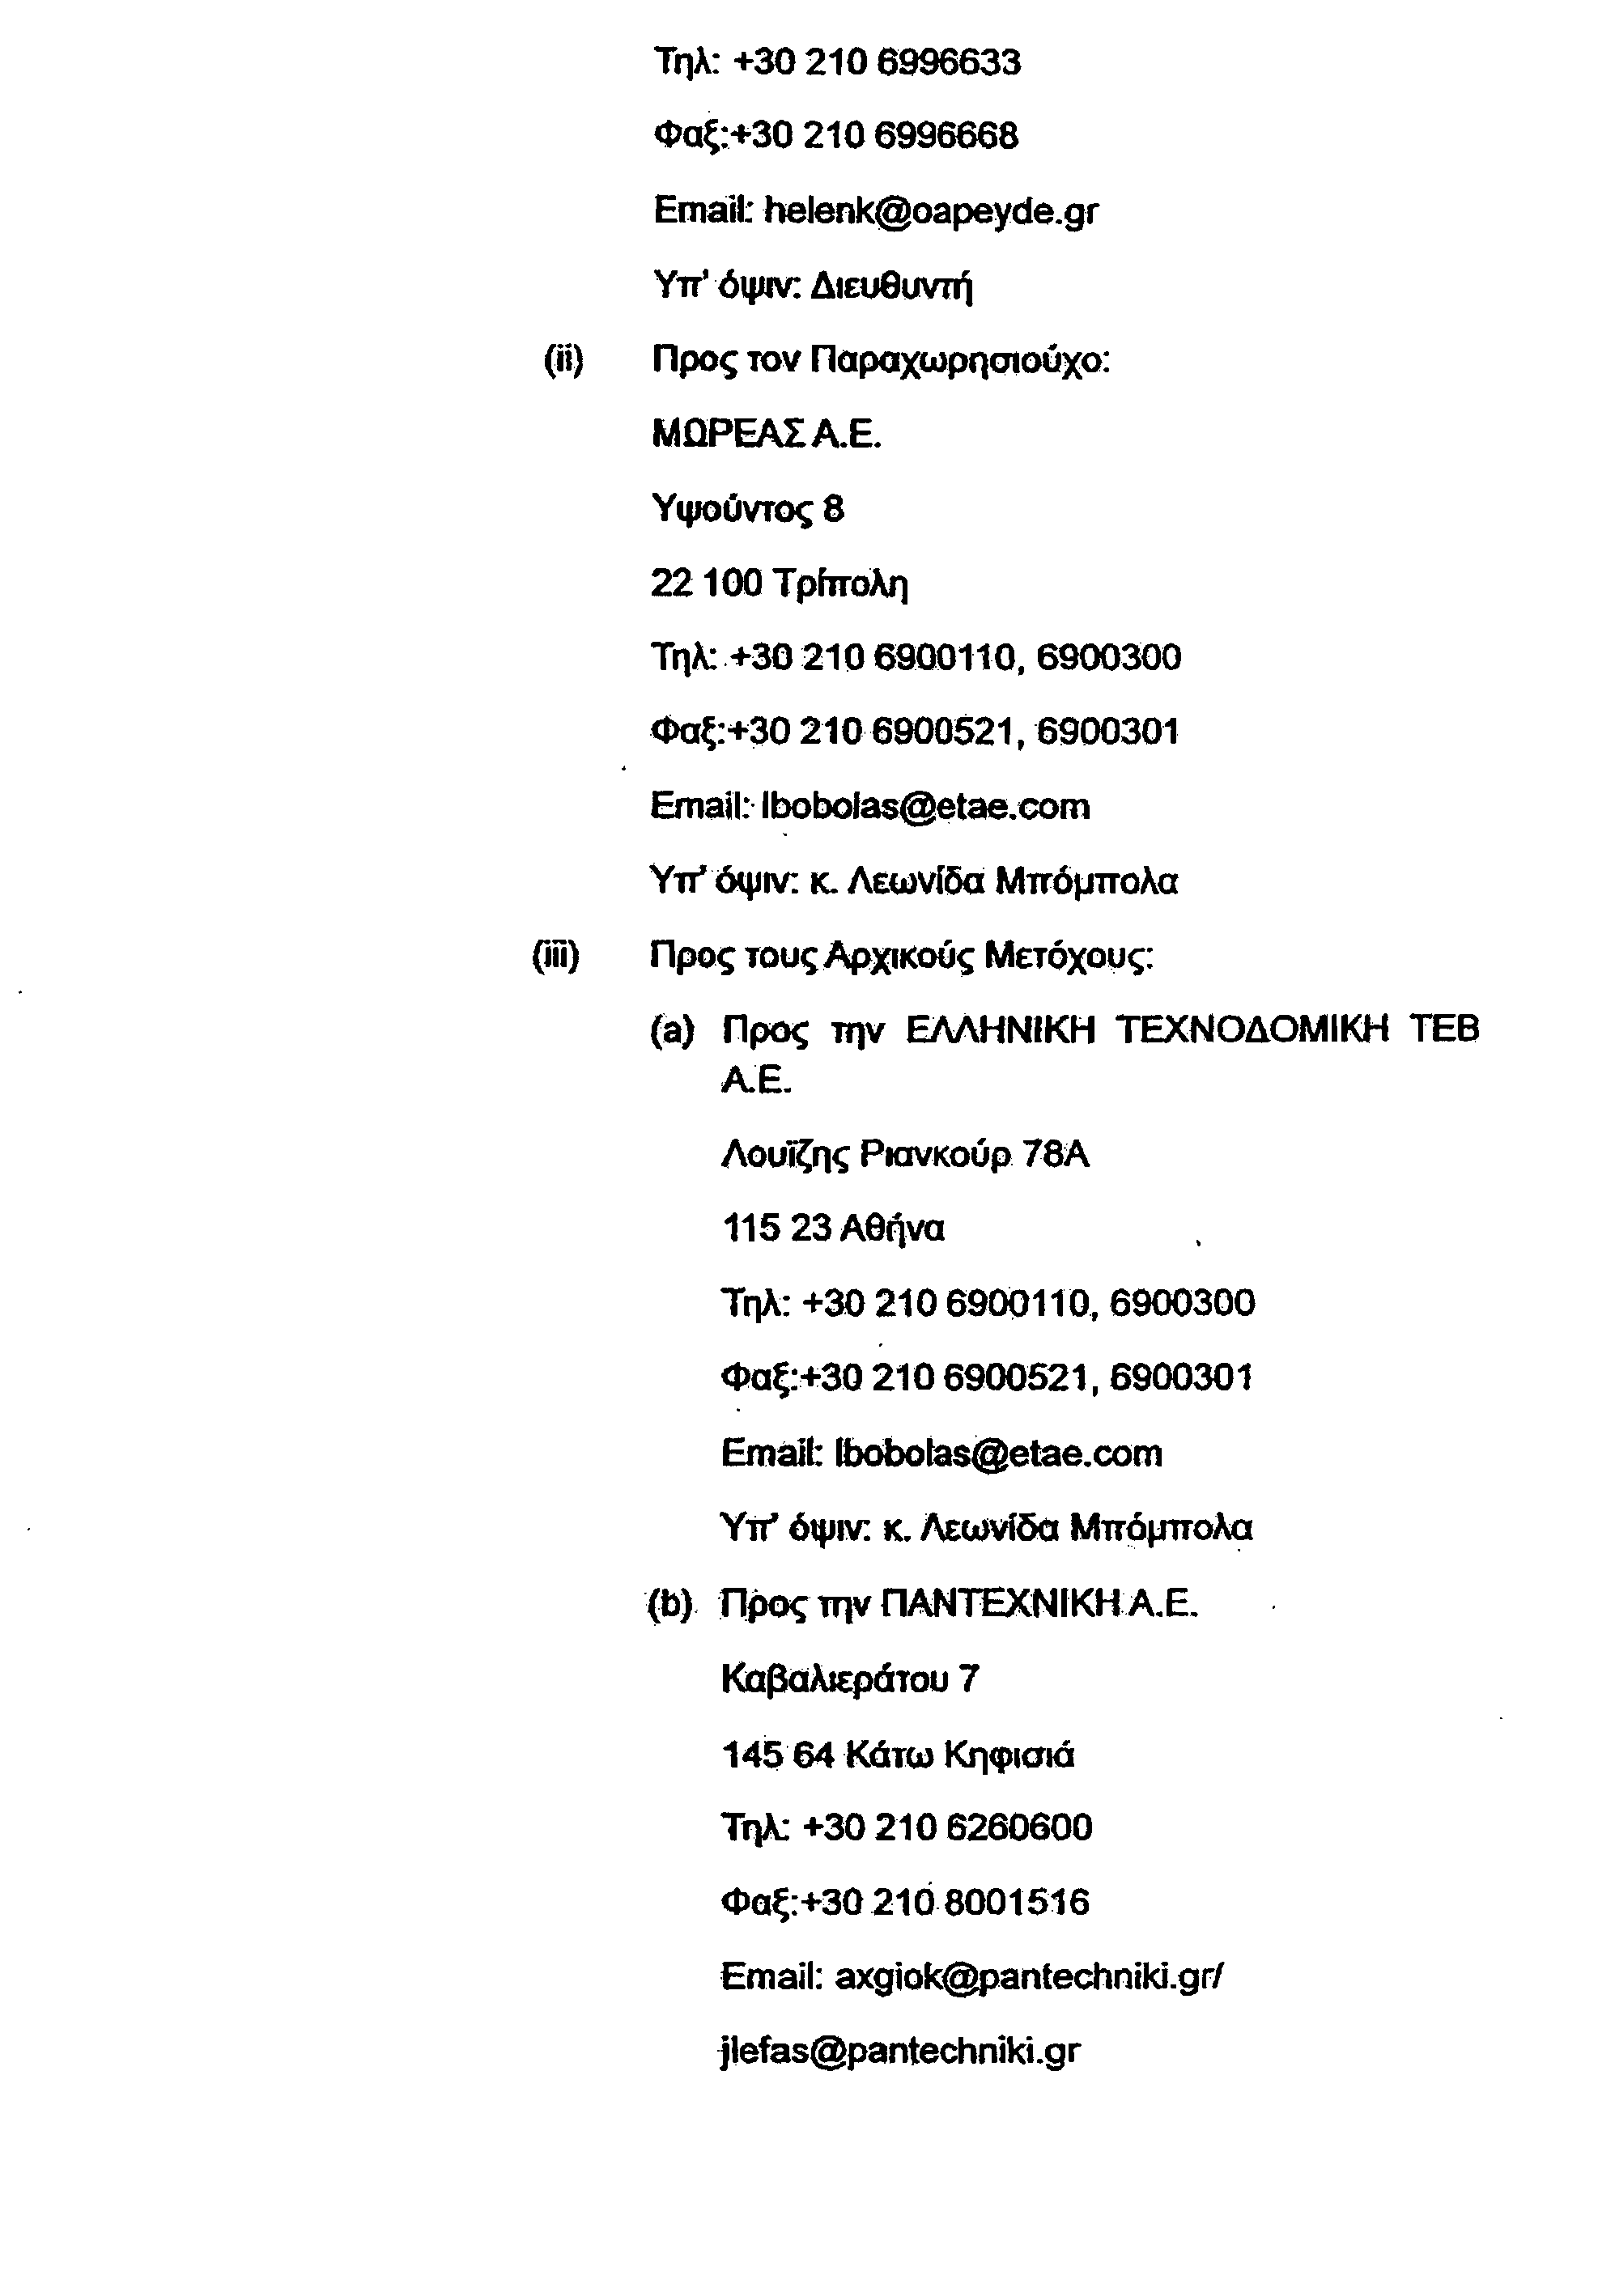 Τηλ: +30 210 6996633
Φαξ:+30 210 6996668
Email: helenk@oapeyde.gr
Υπ' όψιν: Διευθυντή
(ii) Προς τον Παραχωρησιούχο:
ΜΩΡΕΑΣ Α.Ε.
Υψούντος 8
22 100 Τρίπολη
Τηλ: +30 210 6900110, 6900300
Φαξ:+30 210 6900521, 6900301
Email: lbobolas@etae.com
Υπ' όψιν: κ. Λεωνίδα Μπόμπολα
(iii) Προς τους Αρχικούς Μετόχους:
(a) Προς την ΕΛΛΗΝΙΚΗ ΤΕΧΝΟΔΟΜΙΚΗ ΤΕΒ
Α.Ε.
Λουΐζης Ριανκούρ 78Α
115 23 Αθήνα
Τηλ: +30 210 6900110, 6900300
Φαξ:+30 210 6900521, 6900301
Email: lbobolas@etae.com
Υπ' όψιν: κ. Λεωνίδα Μπόμπολα
(b) Προς την ΠΑΝΤΕΧΝΙΚΗ Α.Ε.
Καβαλιεράτου 7
145 64 Κάτω Κηφισιά
Τηλ: +30 210 6260600
Φαξ:+30 210 8001516
Email: axgiok@pantechniki.gr/
jlefas@pantechniki.gr